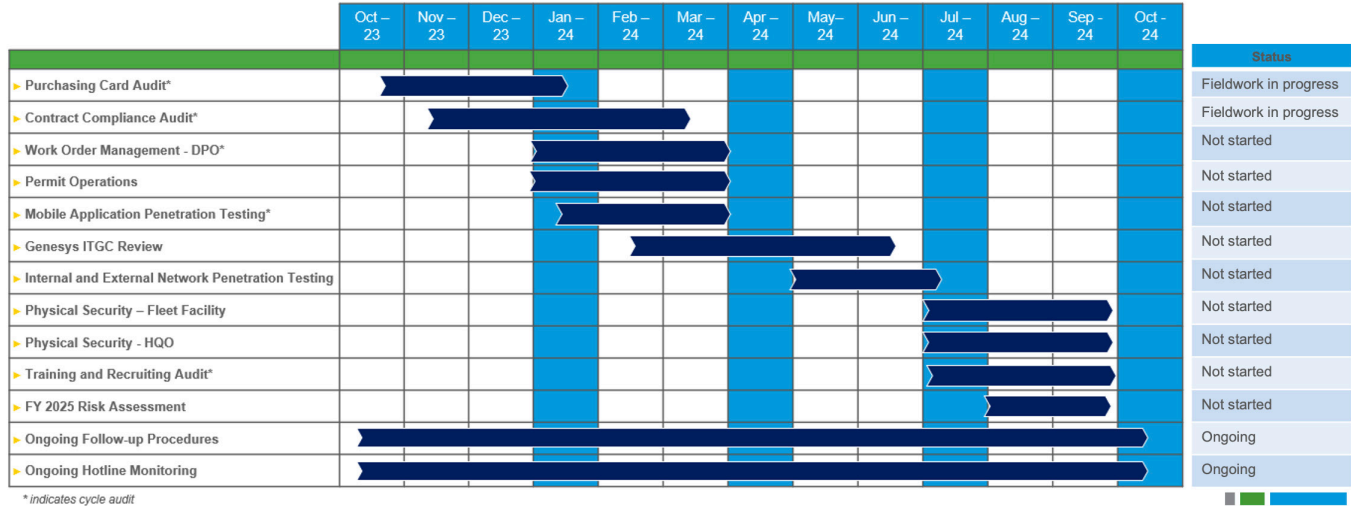 Oct –
23
Nov –
23
Dec –
23
Jan –
24
Feb –
24
Mar –
24
Apr –
24
May–
24
Jun –
24
Jul –
24
Aug –
24
Sep -
24
Oct -
24
Status
Purchasing Card Audit*
Fieldwork in progress
Contract Compliance Audit*
Fieldwork in progress
Work Order Management - DPO*
Not started
Permit Operations
Not started
Mobile Application Penetration Testing*
Not started
Genesys ITGC Review
Not started
Internal and External Network Penetration Testing
Not started
Physical Security – Fleet Facility
Not started
Physical Security - HQO
Not started
Training and Recruiting Audit*
Not started
FY 2025 Risk Assessment
Not started
Ongoing Follow-up Procedures
Ongoing
Ongoing Hotline Monitoring
Ongoing
* indicates cycle audit